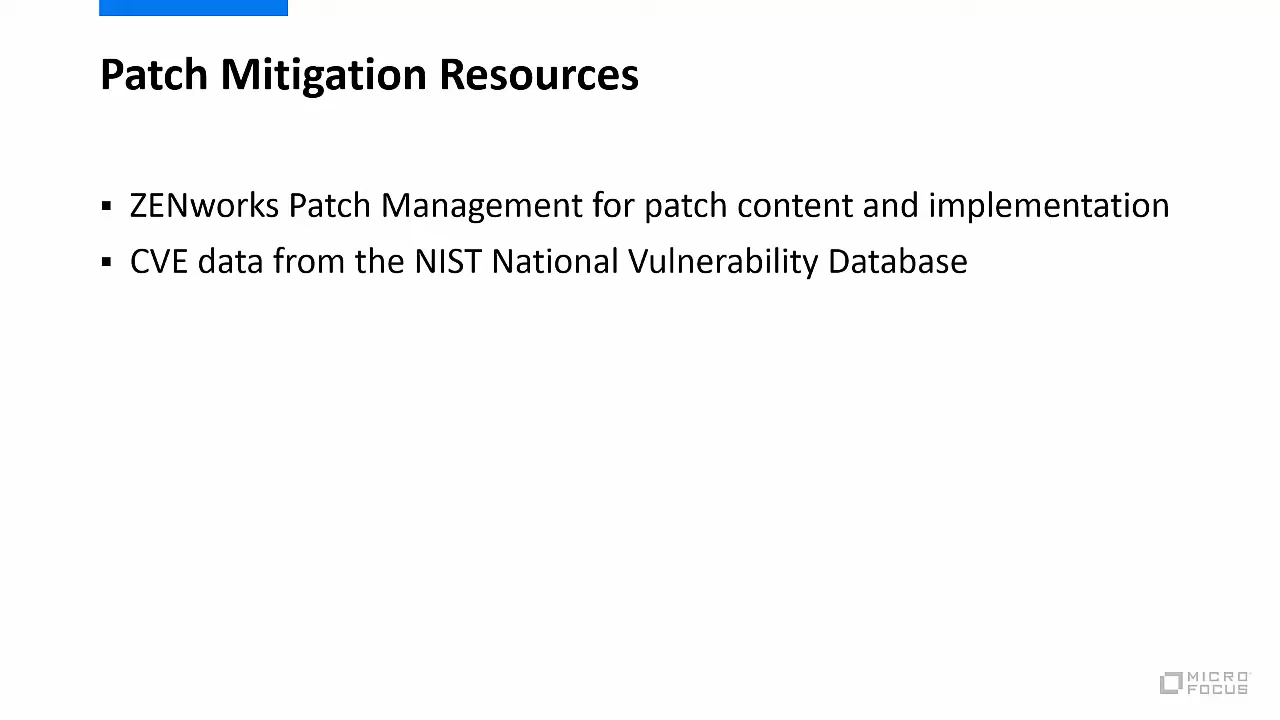 Patch Mitigation Resources
▪ ZENworks Patch Management for patch content and implementation
▪ CVE data from the NIST National Vulnerability Database
MICRO
FOCUS